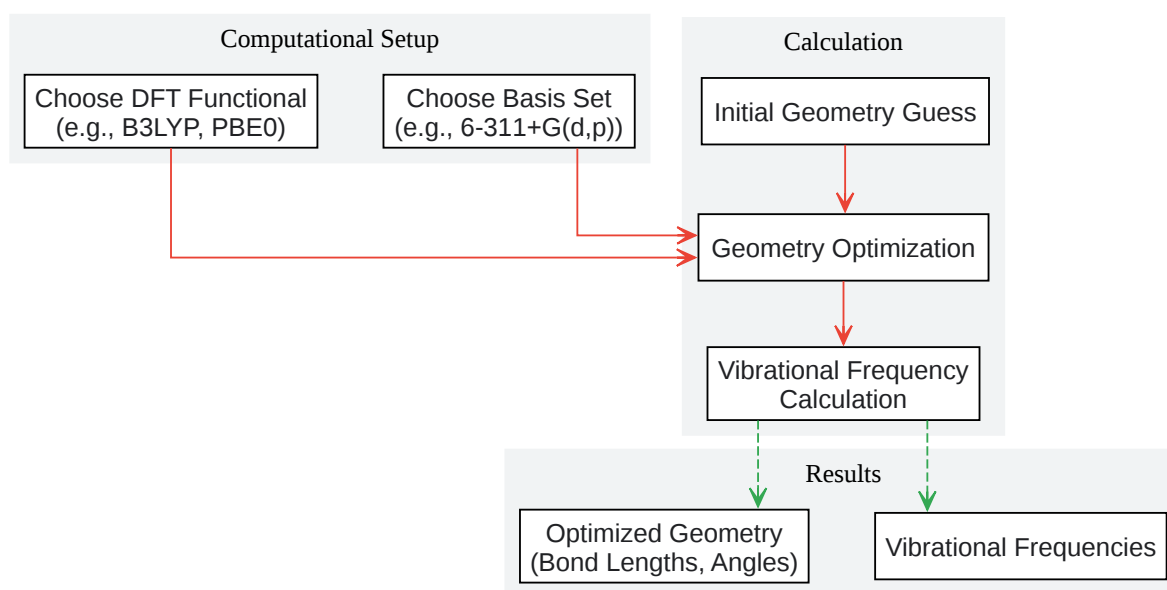 Computational Setup
Choose DFT Functional
(e.g., B3LYP, PBE0)
Choose Basis Set
(e.g., 6-311+G(d,p))
Calculation
Initial Geometry Guess
Geometry Optimization
Vibrational Frequency
Calculation
Results
Optimized Geometry
(Bond Lengths, Angles)
Vibrational Frequencies